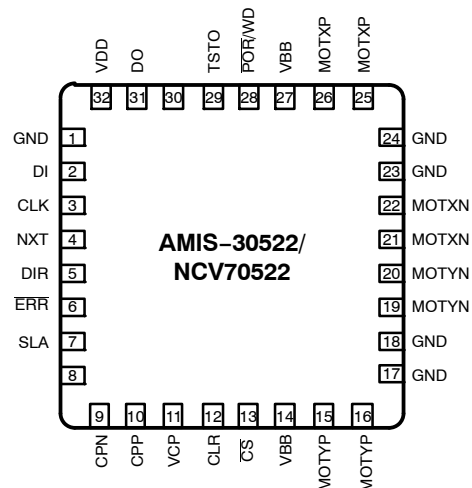 VDD
DO
TSTO
POR/WD
VBB
MOTXP
MOTXP
32
31
30
29
28
27
26
25
GND 1
DI 2
CLK 3
NXT 4
DIR 5
ERR 6
SLA 7
8
AMIS–30522/
NCV70522
24 GND
23 GND
22 MOTXN
21 MOTXN
20 MOTYN
19 MOTYN
18 GND
17 GND
9
10
11
12
13
14
15
16
CPN
CPP
VCP
CLR
CS
VBB
MOTYP
MOTYP